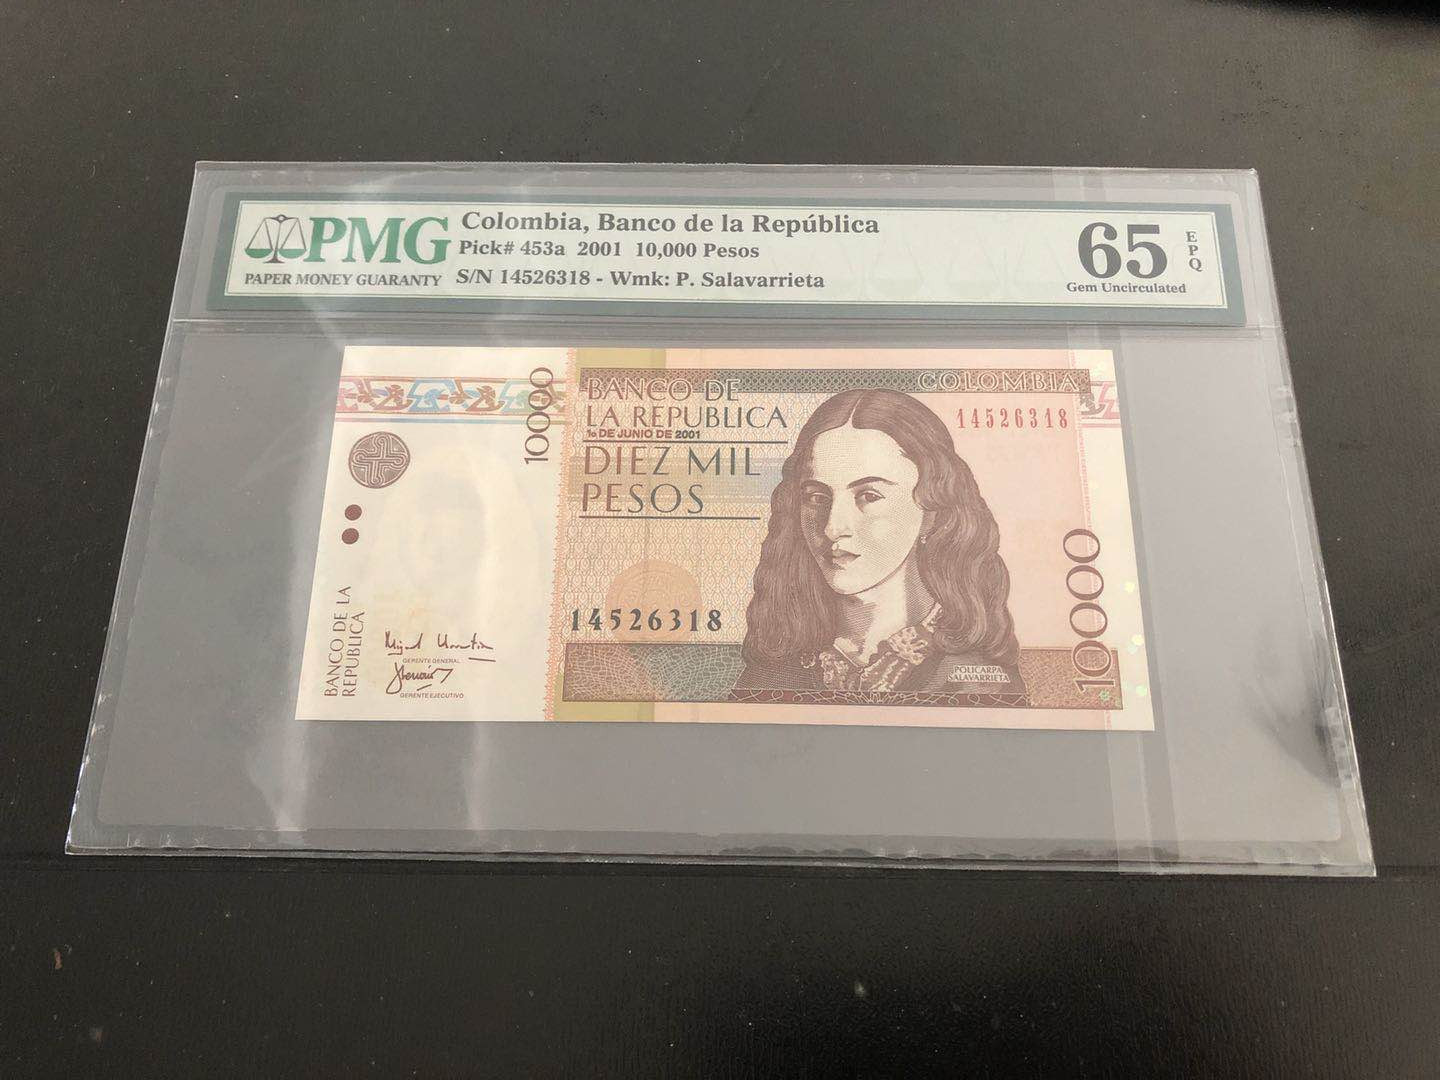 PMG
PAPER MONEY GUARANTY
Colombia, Banco de la República
Pick# 453a 2001 10,000 Pesos
S/N 14526318 - Wmk: P. Salavarrieta
65
EPQ
Gem Uncirculated
10000
BANCO DE
LA REPUBLICA
1o DE JUNIO DE 2001
DIEZ MIL
PESOS
COLOMBIA
14526318
14526318
BANCO DE LA
REPUBLICA
GERENTE GENERAL
GERENTE EJECUTIVO
POLICARPA
SALAVARRIETA
10000